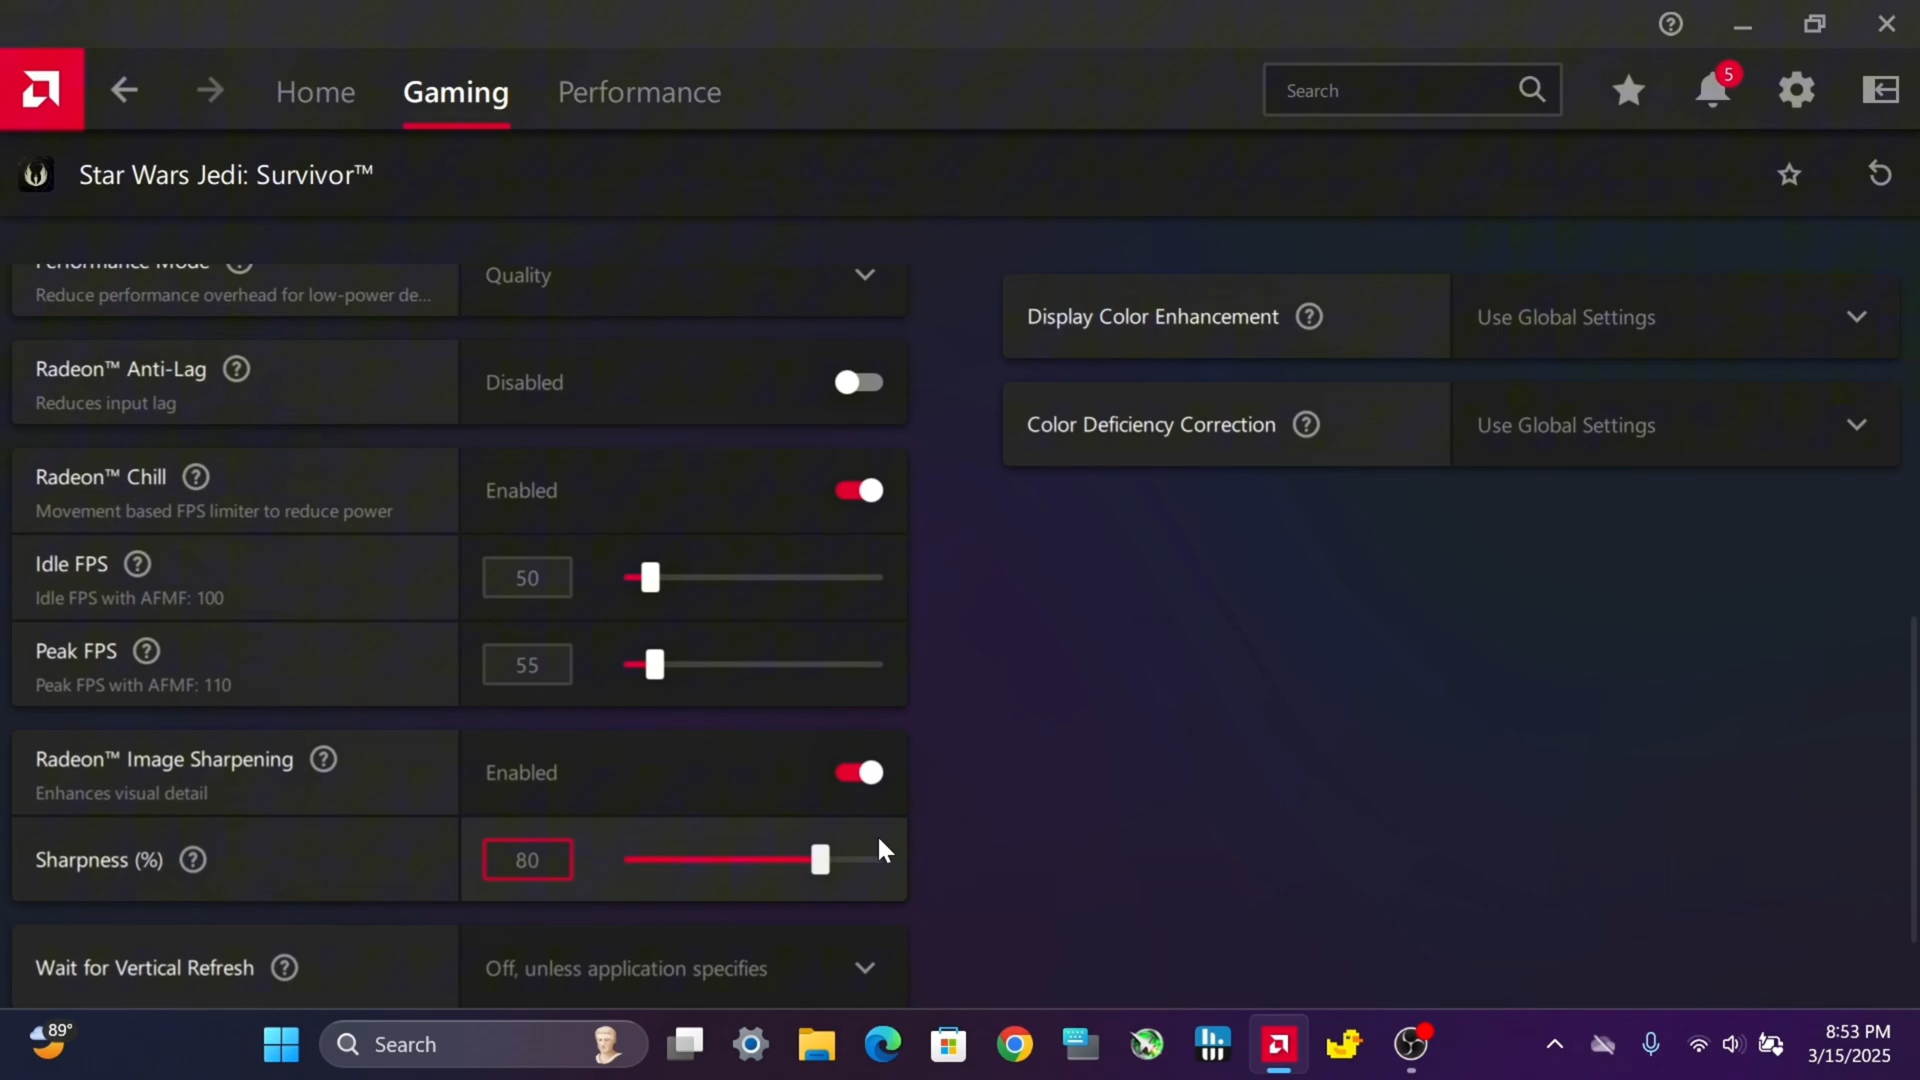 Home
Gaming
Performance
Search
5
Star Wars Jedi: Survivor™
Performance Mode
Reduce performance overhead for low-power de...
Quality
Radeon™ Anti-Lag
Reduces input lag
Disabled
Radeon™ Chill
Movement based FPS limiter to reduce power
Enabled
Idle FPS
Idle FPS with AFMF: 100
50
Peak FPS
Peak FPS with AFMF: 110
55
Radeon™ Image Sharpening
Enhances visual detail
Enabled
Sharpness (%)
80
Wait for Vertical Refresh
Off, unless application specifies
Display Color Enhancement
Use Global Settings
Color Deficiency Correction
Use Global Settings
89°
Search
8:53 PM
3/15/2025